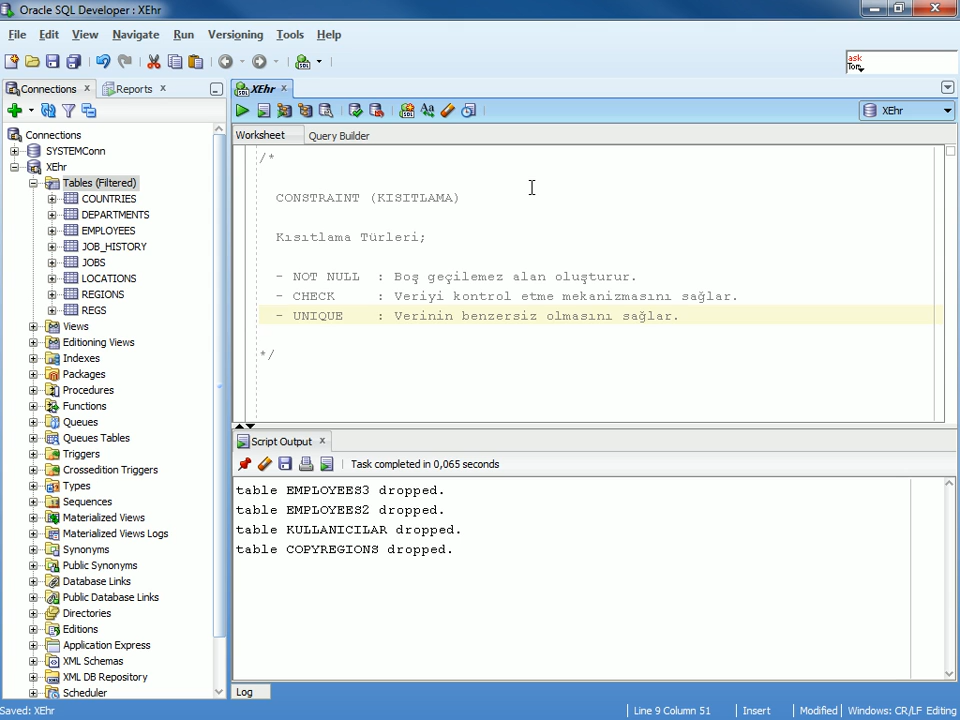 Oracle SQL Developer : XEhr
File Edit View Navigate Run Versioning Tools Help
ask
Tom
Connections
Reports
XEhr
XEhr
Worksheet
Query Builder
Connections
SYSTEMConn
XEhr
Tables (Filtered)
COUNTRIES
DEPARTMENTS
EMPLOYEES
JOB_HISTORY
JOBS
LOCATIONS
REGIONS
REGS
Views
Editioning Views
Indexes
Packages
Procedures
Functions
Queues
Queues Tables
Triggers
Crossedition Triggers
Types
Sequences
Materialized Views
Materialized Views Logs
Synonyms
Public Synonyms
Database Links
Public Database Links
Directories
Editions
Application Express
XML Schemas
XML DB Repository
Scheduler
/*
CONSTRAINT (KISITLAMA)
Kısıtlama Türleri;
- NOT NULL : Boş geçilemez alan oluşturur.
- CHECK : Veriyi kontrol etme mekanizmasını sağlar.
- UNIQUE : Verinin benzersiz olmasını sağlar.
*/
Script Output
Task completed in 0,065 seconds
table EMPLOYEES3 dropped.
table EMPLOYEES2 dropped.
table KULLANICILAR dropped.
table COPYREGIONS dropped.
Log
Saved: XEhr
Line 9 Column 51
Insert
Modified
Windows: CR/LF Editing